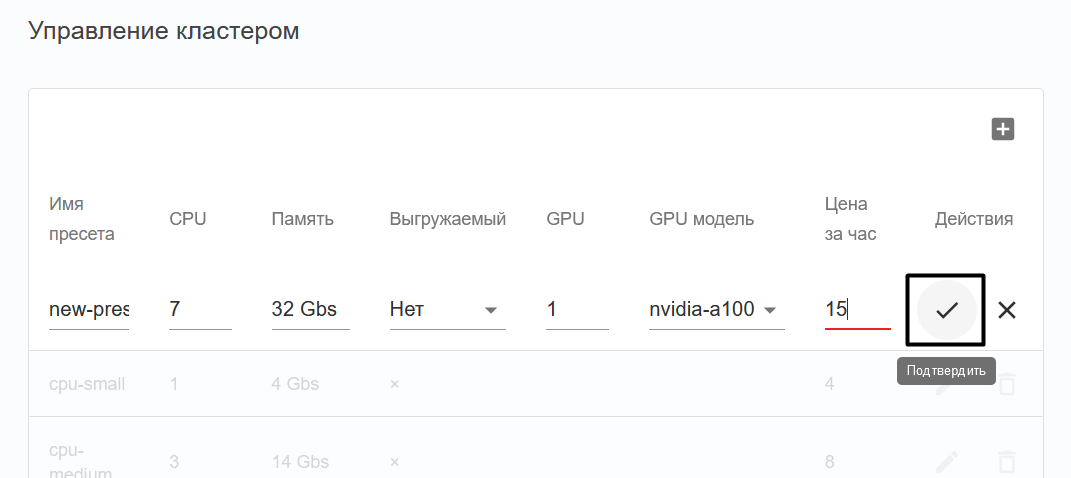 Управление кластером
Имя пресета CPU Память Выгружаемый GPU GPU модель Цена за час Действия
new-pres 7 32 Gbs Нет 1 nvidia-a100 15
Подтвердить
cpu-small 1 4 Gbs × 4
cpu-medium 3 14 Gbs × 8